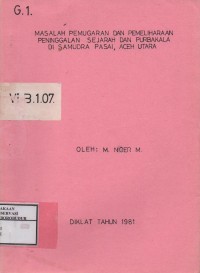 G.1.
MASALAH PEMUGARAN DAN PEMELIHARAAN
PENINGGALAN SEJARAH DAN PURBAKALA
DI SAMUDRA PASAI, ACEH UTARA
VI B.1.07.
OLEH: M. NOER M.
DIKLAT TAHUN 1981